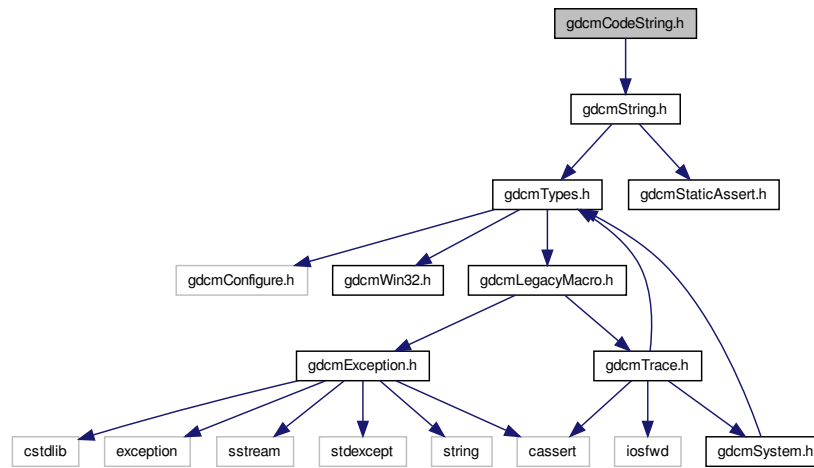 gdcmCodeString.h
gdcmString.h
gdcmTypes.h
gdcmStaticAssert.h
gdcmConfigure.h
gdcmWin32.h
gdcmLegacyMacro.h
gdcmException.h
gdcmTrace.h
cstdlib
exception
sstream
stdexcept
string
cassert
iosfwd
gdcmSystem.h